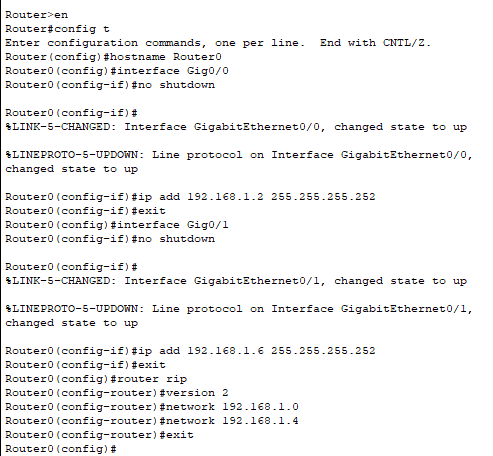 Router>en
Router#config t
Enter configuration commands, one per line.  End with CNTL/Z.
Router(config)#hostname Router0
Router0(config)#interface Gig0/0
Router0(config-if)#no shutdown
Router0(config-if)#
%LINK-5-CHANGED: Interface GigabitEthernet0/0, changed state to up
%LINEPROTO-5-UPDOWN: Line protocol on Interface GigabitEthernet0/0,
changed state to up
Router0(config-if)#ip add 192.168.1.2 255.255.255.252
Router0(config-if)#exit
Router0(config)#interface Gig0/1
Router0(config-if)#no shutdown
Router0(config-if)#
%LINK-5-CHANGED: Interface GigabitEthernet0/1, changed state to up
%LINEPROTO-5-UPDOWN: Line protocol on Interface GigabitEthernet0/1,
changed state to up
Router0(config-if)#ip add 192.168.1.6 255.255.255.252
Router0(config-if)#exit
Router0(config)#router rip
Router0(config-router)#version 2
Router0(config-router)#network 192.168.1.0
Router0(config-router)#network 192.168.1.4
Router0(config-router)#exit
Router0(config)#